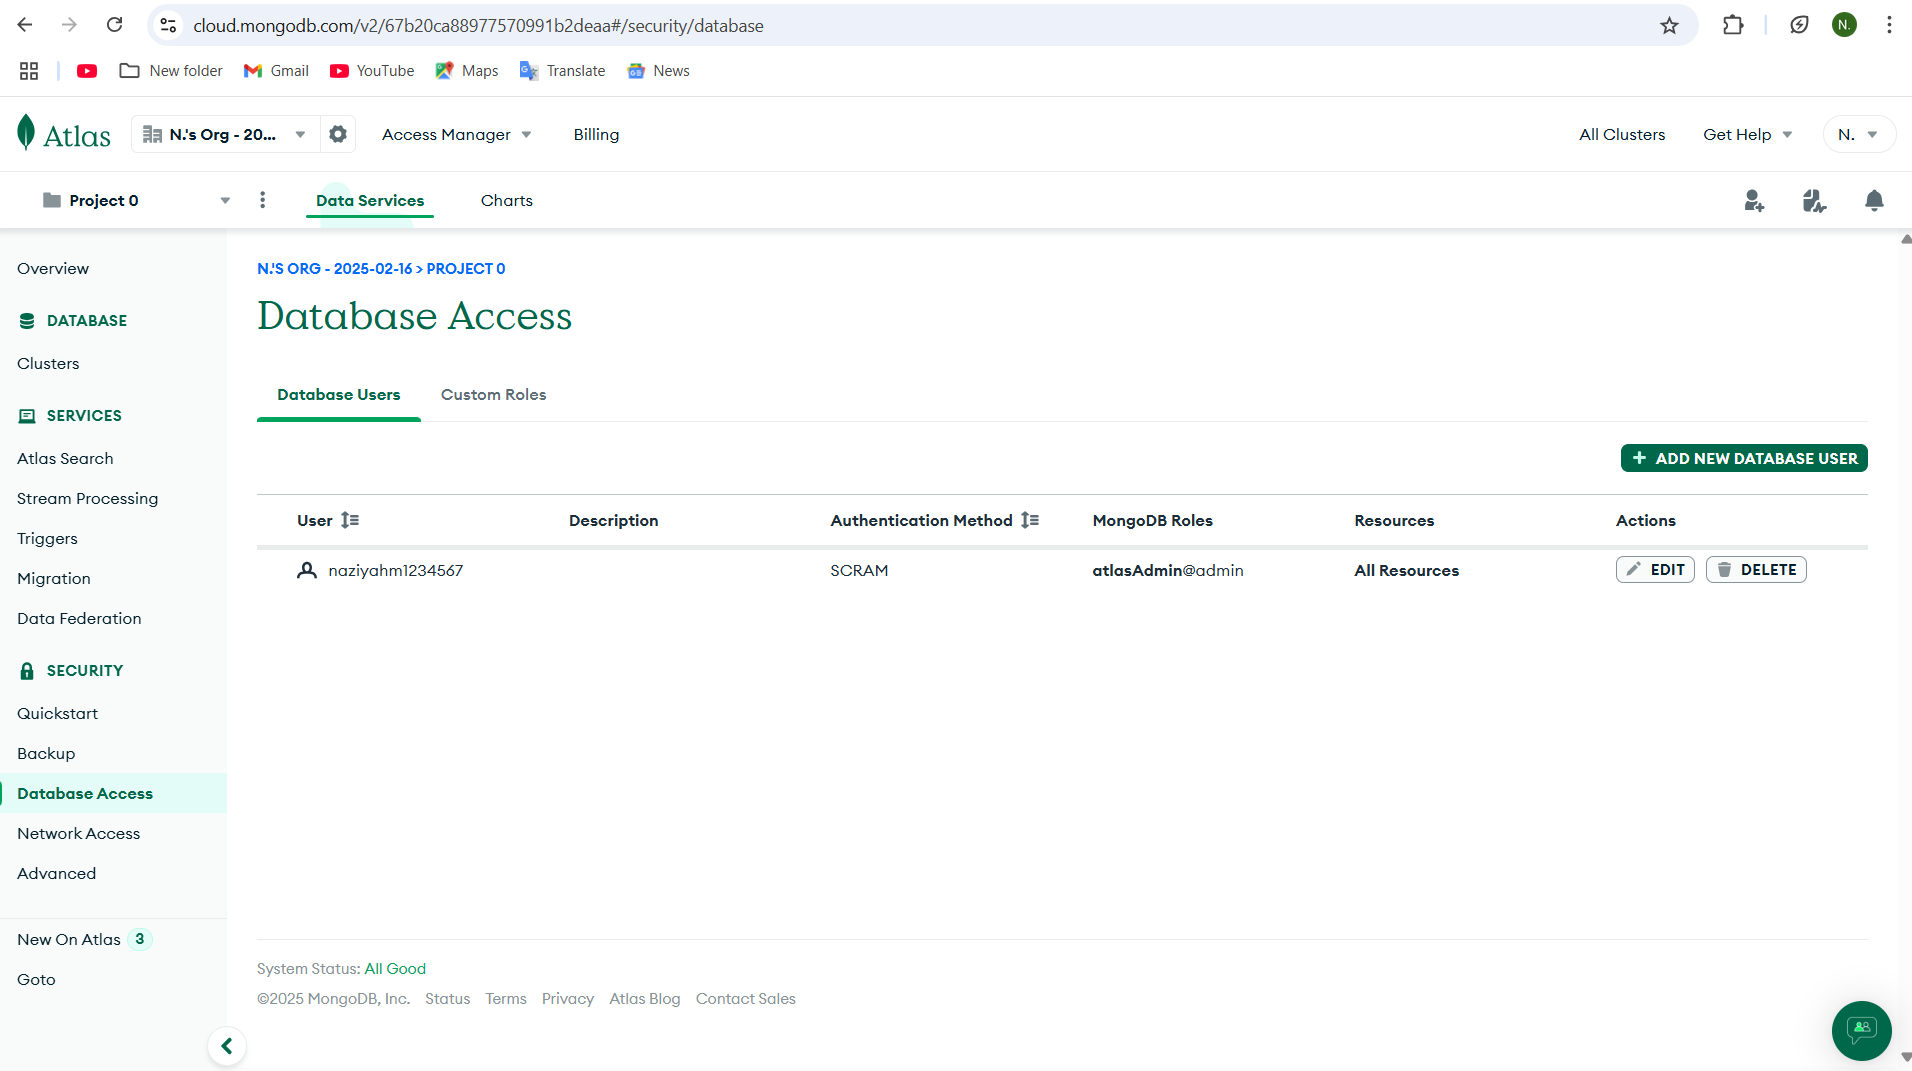 cloud.mongodb.com/v2/67b20ca88977570991b2deaa#/security/database
N.
New folder Gmail YouTube Maps Translate News
Atlas N.'s Org - 20... Access Manager Billing All Clusters Get Help N.
Project 0 Data Services Charts
Overview
DATABASE
Clusters
SERVICES
Atlas Search
Stream Processing
Triggers
Migration
Data Federation
SECURITY
Quickstart
Backup
Database Access
Network Access
Advanced
New On Atlas 3
Goto
N.'S ORG - 2025-02-16 > PROJECT 0
Database Access
Database Users Custom Roles
+ ADD NEW DATABASE USER
User Description Authentication Method MongoDB Roles Resources Actions
naziyahm1234567 SCRAM atlasAdmin@admin All Resources EDIT DELETE
System Status: All Good
©2025 MongoDB, Inc. Status Terms Privacy Atlas Blog Contact Sales